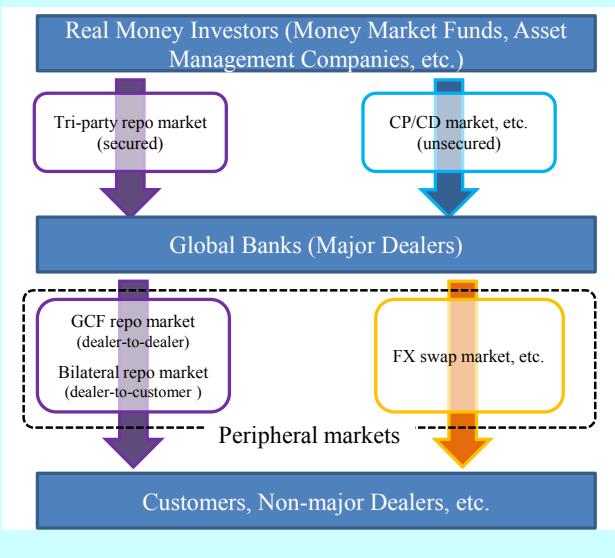 Real Money Investors (Money Market Funds, Asset
Management Companies, etc.)
Tri-party repo market
(secured)
CP/CD market, etc.
(unsecured)
Global Banks (Major Dealers)
GCF repo market
(dealer-to-dealer)
Bilateral repo market
(dealer-to-customer )
FX swap market, etc.
Peripheral markets
Customers, Non-major Dealers, etc.